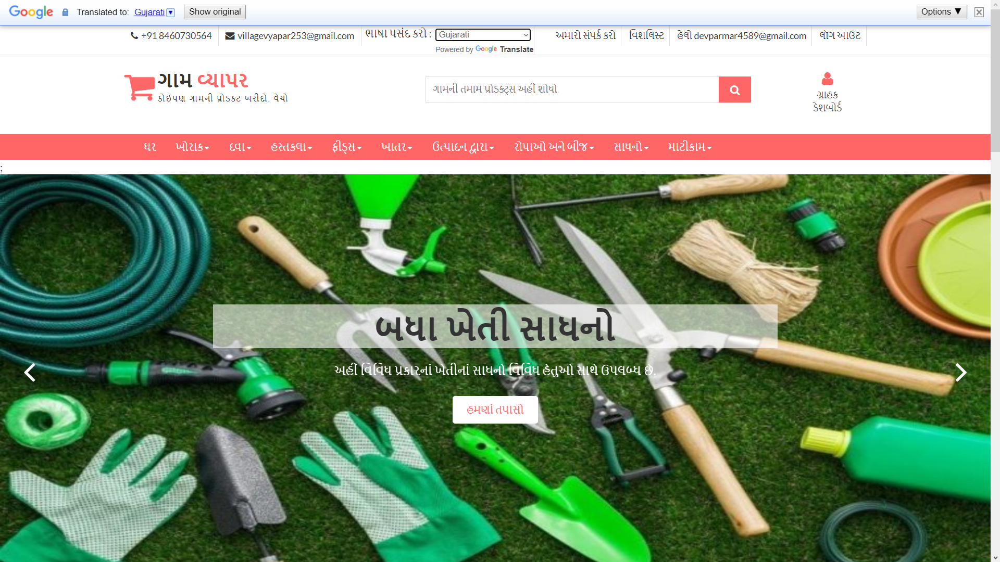 Google Translated to: Gujarati Show original Options ▼
+91 8460730564 villagevyapar253@gmail.com ભાષા પસંદ કરો : Gujarati અમારો સંપર્ક કરો વિશલિસ્ટ હેલો devparmar4589@gmail.com લૉગ આઉટ
Powered by Google Translate
ગામ વ્યાપર
કોઇપણ ગામની પ્રોડક્ટ ખરીદો, વેચો
ગામની તમામ પ્રોડક્ટ્સ અહીં શોધો.
ગ્રાહક
ડેશબોર્ડ
ઘર ખોરાક દવા હસ્તકલા ફીડ્સ ખાતર ઉત્પાદન દ્વારા રોપાઓ અને બીજ સાધનો માટીકામ
;
બધા ખેતી સાધનો
અહીં વિવિધ પ્રકારનાં ખેતીનાં સાધનો વિવિધ હેતુઓ સાથે ઉપલબ્ધ છે.
હમણાં તપાસો